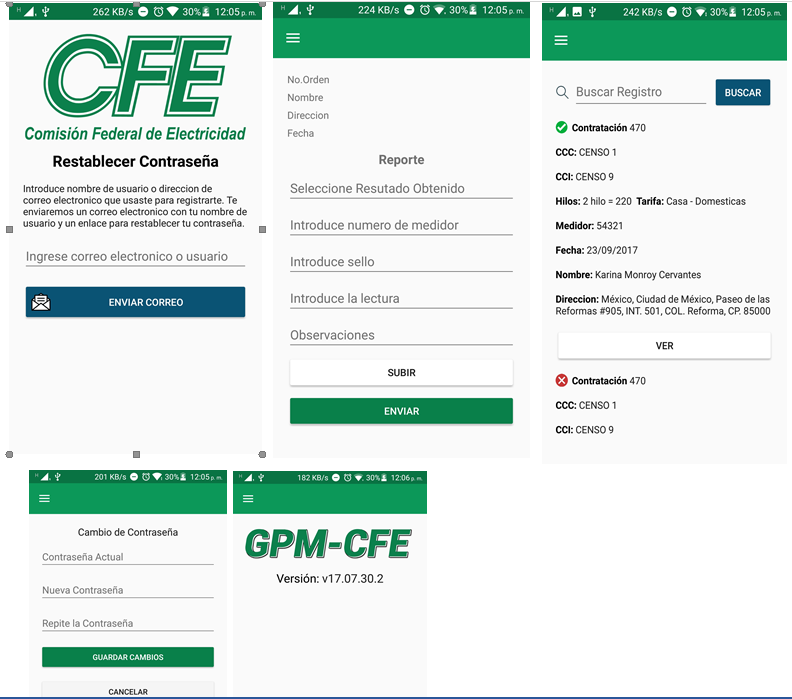 H 262 KB/s 30% 12:05 p. m.
CFE
Comisión Federal de Electricidad
Restablecer Contraseña
Introduce nombre de usuario o direccion de
correo electronico que usaste para registrarte. Te
enviaremos un correo electronico con tu nombre de
usuario y un enlace para restablecer tu contraseña.
Ingrese correo electronico o usuario
ENVIAR CORREO
H 224 KB/s 30% 12:05 p. m.
No.Orden
Nombre
Direccion
Fecha
Reporte
Seleccione Resutado Obtenido
Introduce numero de medidor
Introduce sello
Introduce la lectura
Observaciones
SUBIR
ENVIAR
H 242 KB/s 30% 12:05 p. m.
Buscar Registro
BUSCAR
Contratación 470
CCC: CENSO 1
CCI: CENSO 9
Hilos: 2 hilo = 220 Tarifa: Casa - Domesticas
Medidor: 54321
Fecha: 23/09/2017
Nombre: Karina Monroy Cervantes
Direccion: México, Ciudad de México, Paseo de las
Reformas #905, INT. 501, COL. Reforma, CP. 85000
VER
Contratación 470
CCC: CENSO 1
CCI: CENSO 9
H 201 KB/s 30% 12:05 p. m.
Cambio de Contraseña
Contraseña Actual
Nueva Contraseña
Repite la Contraseña
GUARDAR CAMBIOS
CANCELAR
H 182 KB/s 30% 12:06 p. m.
GPM-CFE
Versión: v17.07.30.2